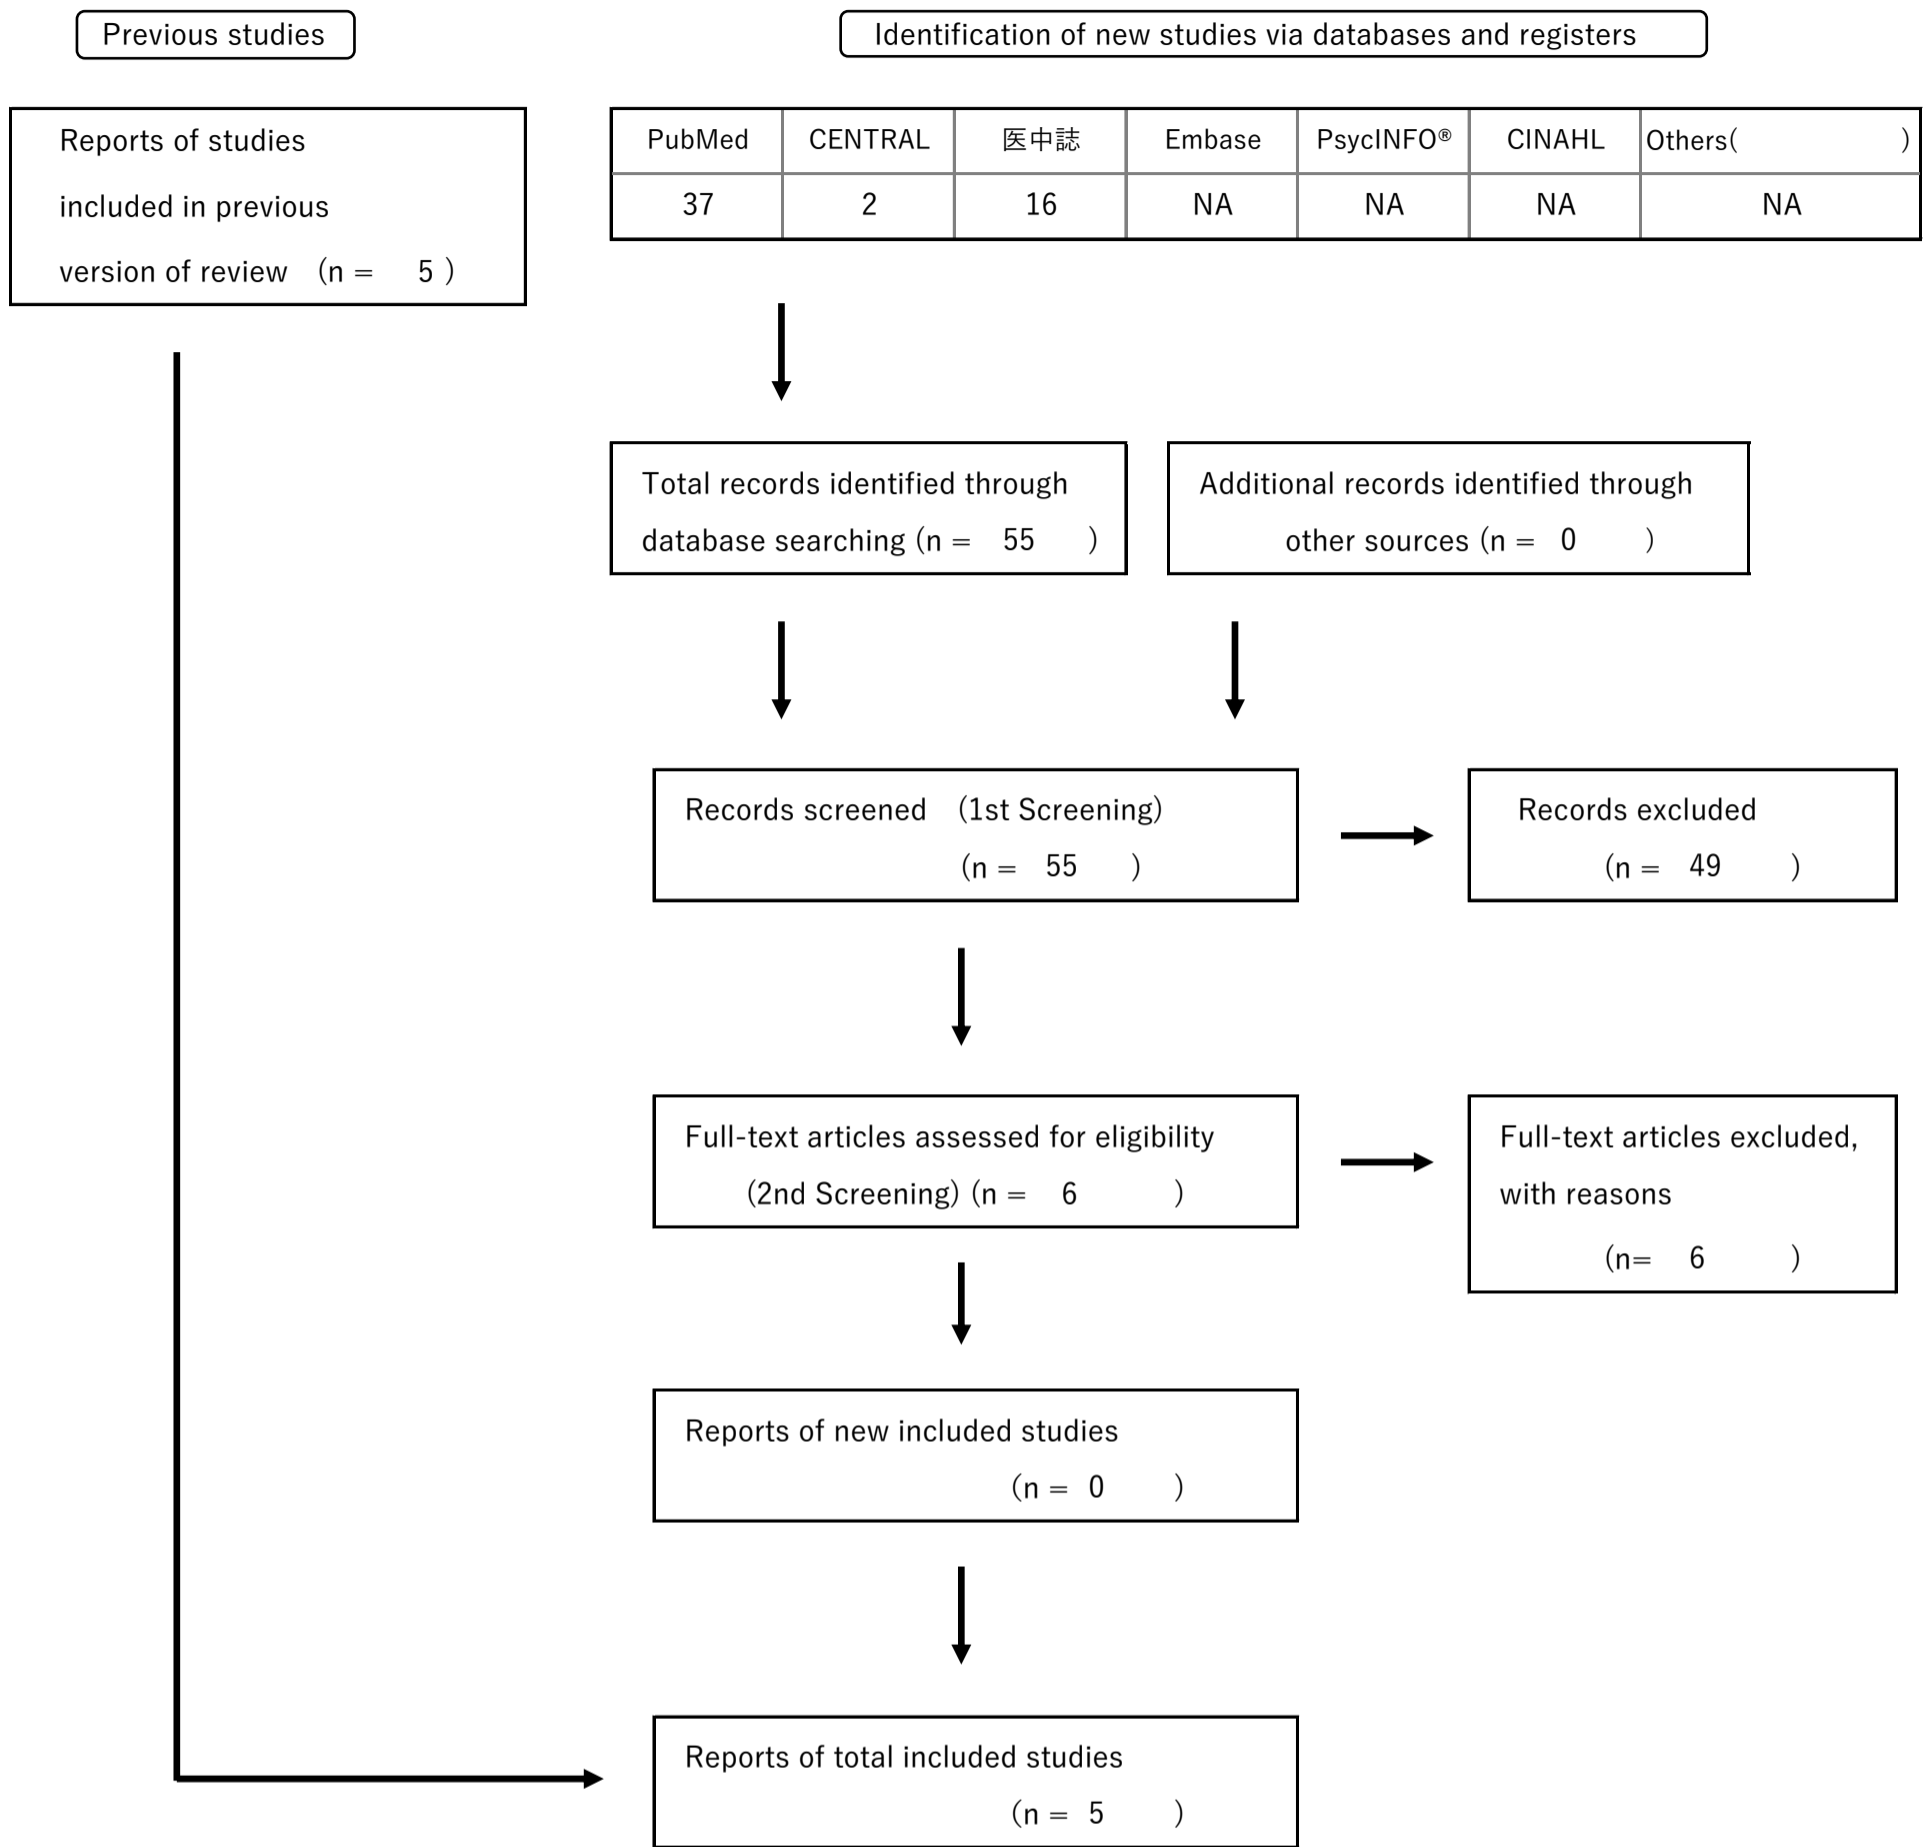 Previous studies
Identification of new studies via databases and registers
Reports of studies
included in previous
version of review (n = 5 )
PubMed CENTRAL 医中誌 Embase PsycINFO® CINAHL Others( )
37 2 16 NA NA NA NA
Total records identified through
database searching (n = 55 )
Additional records identified through
other sources (n = 0 )
Records screened (1st Screening)
(n = 55 )
Records excluded
(n = 49 )
Full-text articles assessed for eligibility
(2nd Screening) (n = 6 )
Full-text articles excluded,
with reasons
(n= 6 )
Reports of new included studies
(n = 0 )
Reports of total included studies
(n = 5 )